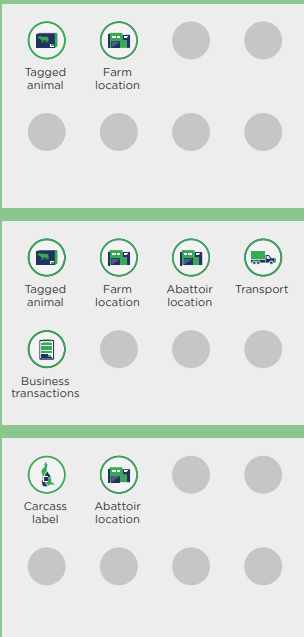 Tagged
animal
Farm
location
Tagged
animal
Farm
location
Abattoir
location
Transport
Business
transactions
Carcass
label
Abattoir
location